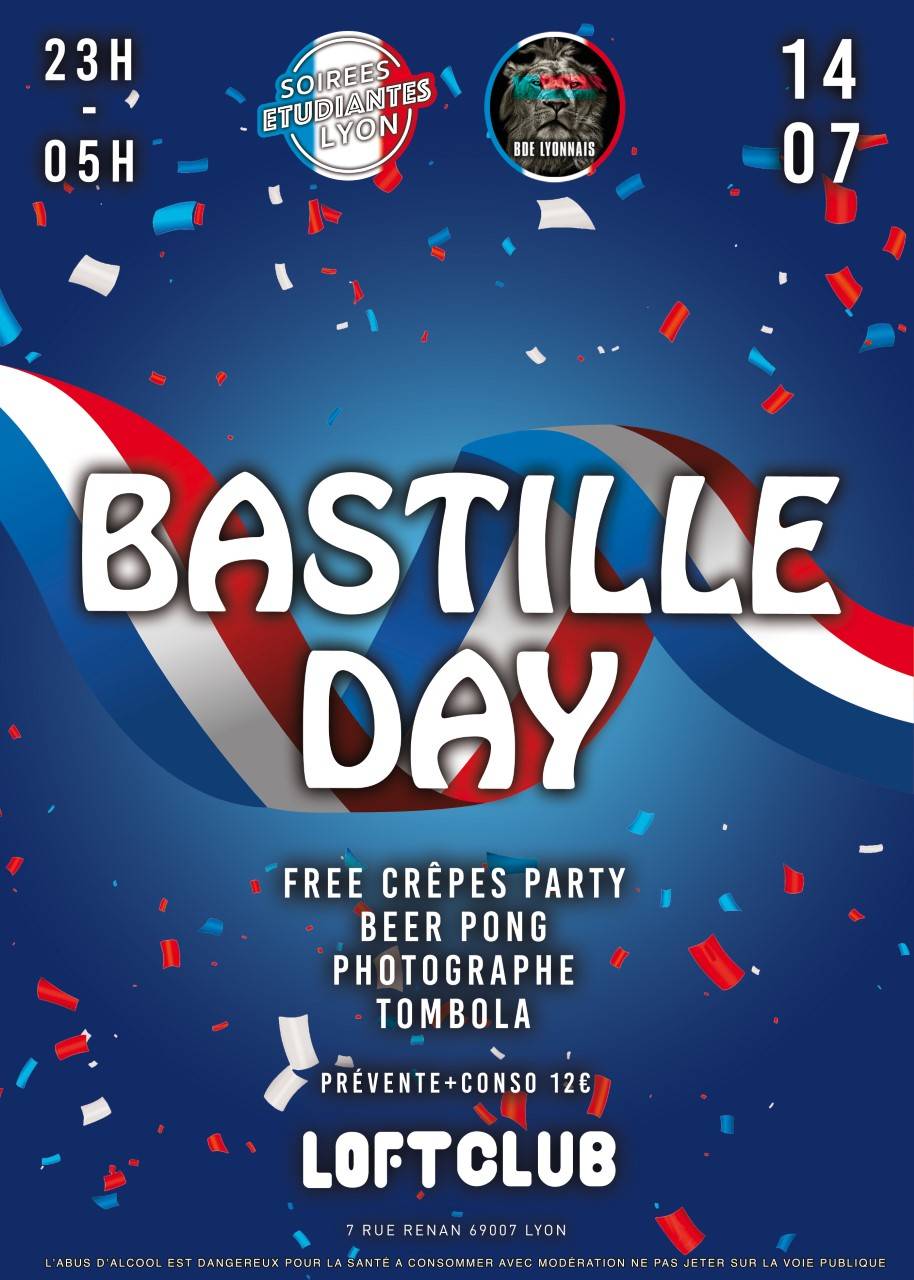 23H
-
05H
SOIREES
ETUDIANTES
LYON
BDE LYONNAIS
14
07
BASTILLE
DAY
FREE CRÊPES PARTY
BEER PONG
PHOTOGRAPHE
TOMBOLA
PRÉVENTE+CONSO 12€
LOFTCLUB
7 RUE RENAN 69007 LYON
L'ABUS D'ALCOOL EST DANGEREUX POUR LA SANTÉ A CONSOMMER AVEC MODÉRATION NE PAS JETER SUR LA VOIE PUBLIQUE